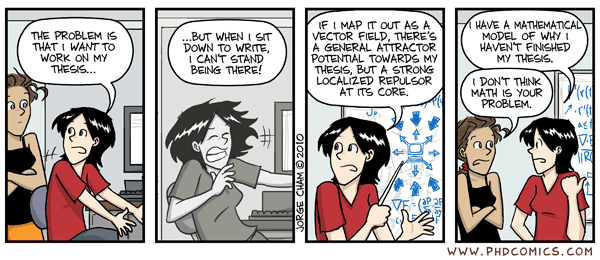 THE PROBLEM IS
THAT I WANT TO
WORK ON MY
THESIS...
...BUT WHEN I SIT
DOWN TO WRITE,
I CAN'T STAND
BEING THERE!
JORGE CHAM © 2010
IF I MAP IT OUT AS A
VECTOR FIELD, THERE'S
A GENERAL ATTRACTOR
POTENTIAL TOWARDS MY
THESIS, BUT A STRONG
LOCALIZED REPULSOR
AT ITS CORE.
I HAVE A MATHEMATICAL
MODEL OF WHY I
HAVEN'T FINISHED
MY THESIS.
I DON'T THINK
MATH IS YOUR
PROBLEM.
WWW.PHDCOMICS.COM